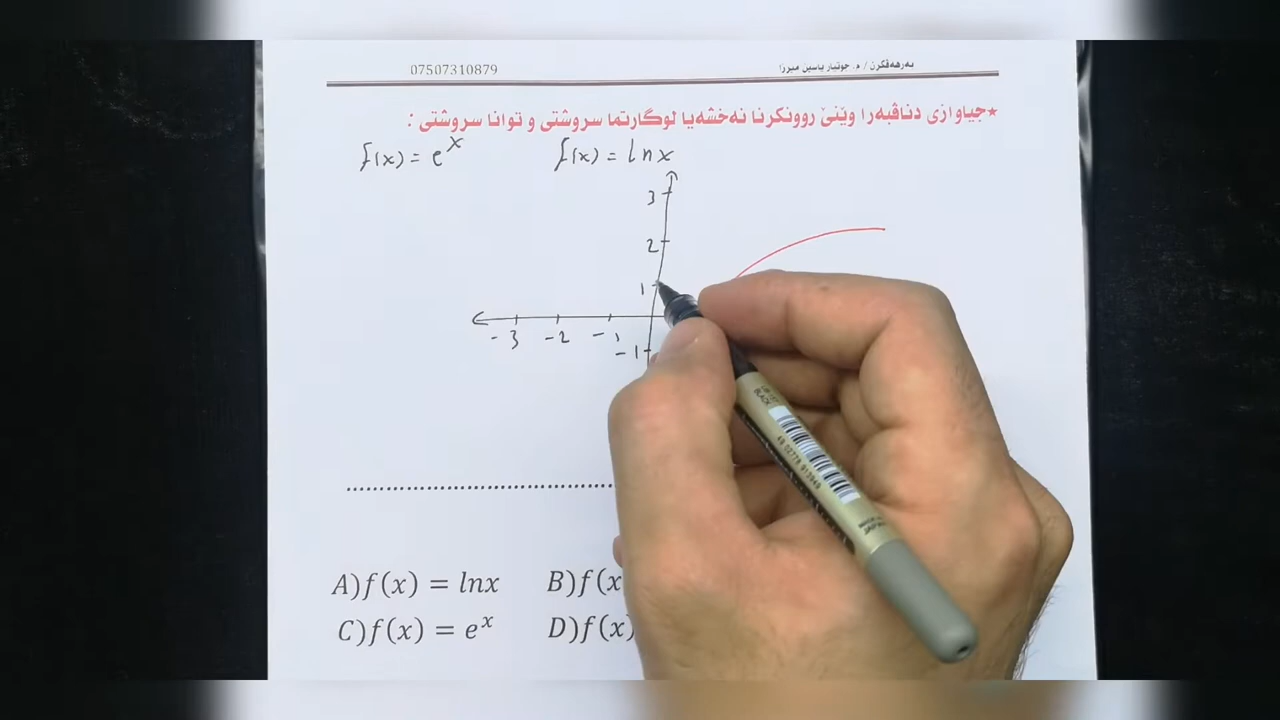 07507310879 بەرهەڤکرن / م. جوتیار یاسین میرزا
★جیاوازی دناڤبەرا وێنێ روونکرنا نەخشەیا لوگارتما سروشتی و توانا سروشتی :
f(x) = e^x f(x) = ln x
3
2
1
-3 -2 -1
-1
A)f(x) = lnx B)f(x
C)f(x) = e^x D)f(x)